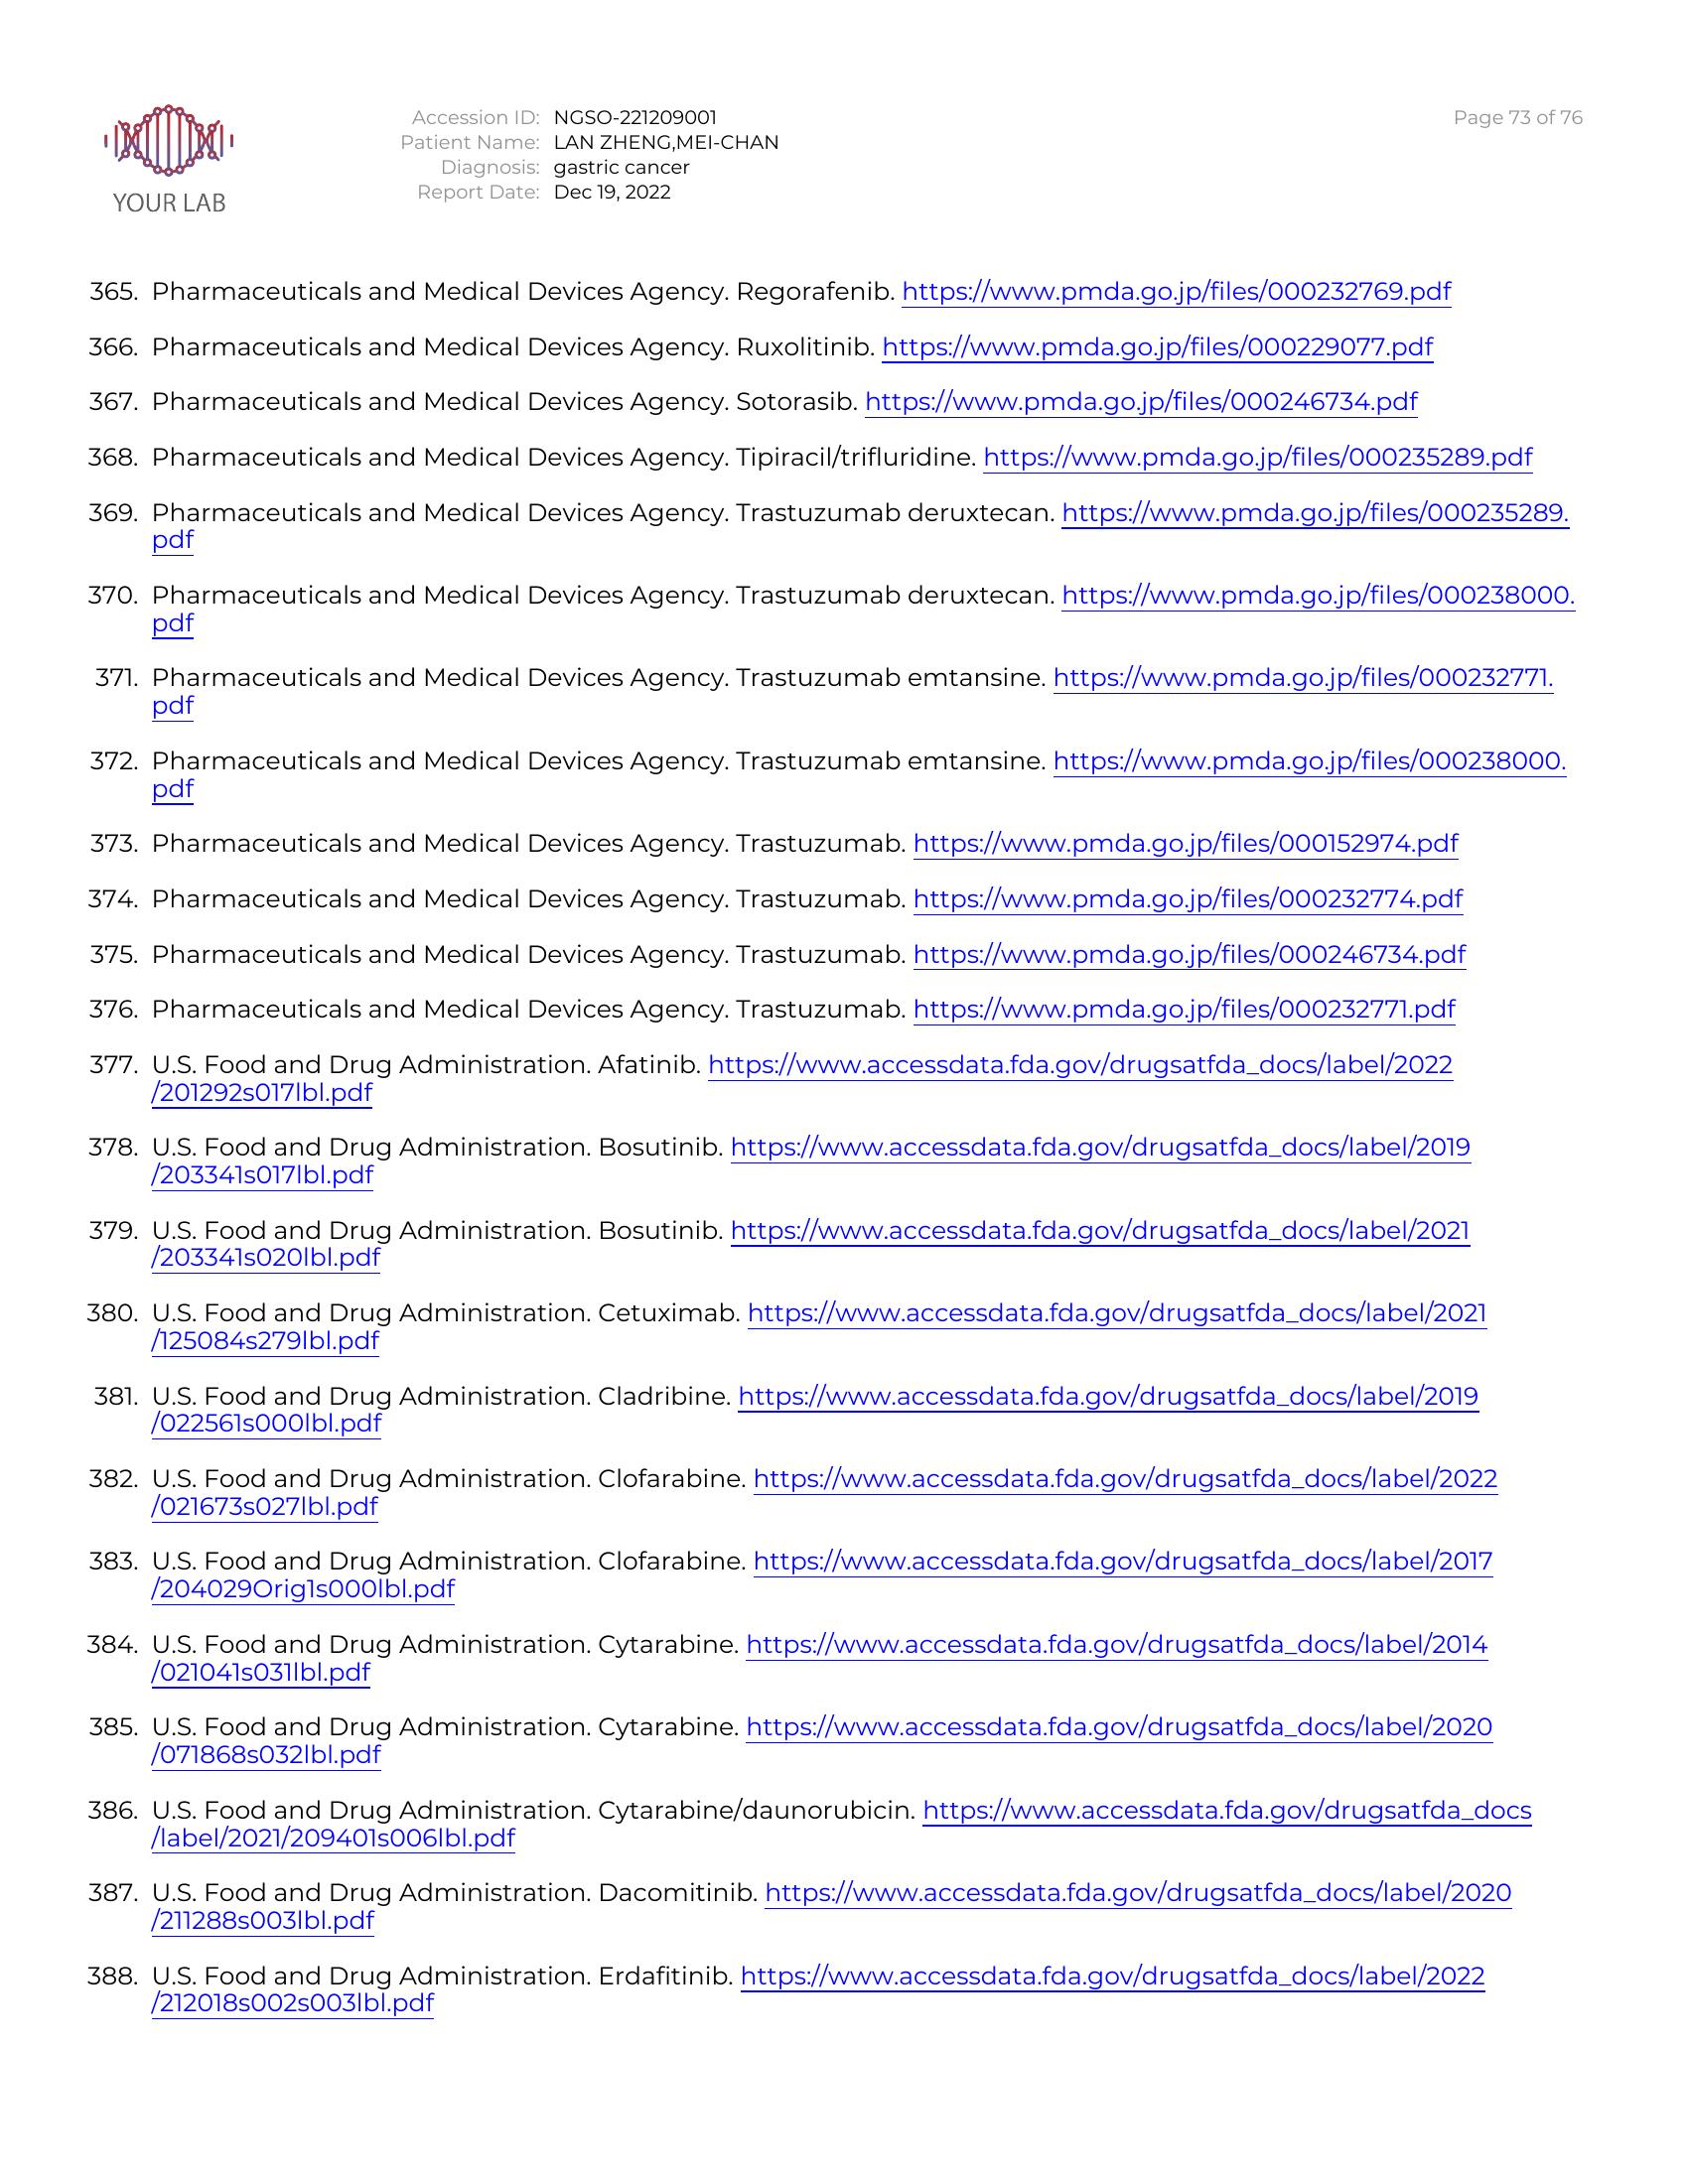 YOUR LAB
Accession ID: NGSO-221209001
Patient Name: LAN ZHENG,MEI-CHAN
Diagnosis: gastric cancer
Report Date: Dec 19, 2022
Page 73 of 76
365. Pharmaceuticals and Medical Devices Agency. Regorafenib. https://www.pmda.go.jp/files/000232769.pdf
366. Pharmaceuticals and Medical Devices Agency. Ruxolitinib. https://www.pmda.go.jp/files/000229077.pdf
367. Pharmaceuticals and Medical Devices Agency. Sotorasib. https://www.pmda.go.jp/files/000246734.pdf
368. Pharmaceuticals and Medical Devices Agency. Tipiracil/trifluridine. https://www.pmda.go.jp/files/000235289.pdf
369. Pharmaceuticals and Medical Devices Agency. Trastuzumab deruxtecan. https://www.pmda.go.jp/files/000235289.
pdf
370. Pharmaceuticals and Medical Devices Agency. Trastuzumab deruxtecan. https://www.pmda.go.jp/files/000238000.
pdf
371. Pharmaceuticals and Medical Devices Agency. Trastuzumab emtansine. https://www.pmda.go.jp/files/000232771.
pdf
372. Pharmaceuticals and Medical Devices Agency. Trastuzumab emtansine. https://www.pmda.go.jp/files/000238000.
pdf
373. Pharmaceuticals and Medical Devices Agency. Trastuzumab. https://www.pmda.go.jp/files/000152974.pdf
374. Pharmaceuticals and Medical Devices Agency. Trastuzumab. https://www.pmda.go.jp/files/000232774.pdf
375. Pharmaceuticals and Medical Devices Agency. Trastuzumab. https://www.pmda.go.jp/files/000246734.pdf
376. Pharmaceuticals and Medical Devices Agency. Trastuzumab. https://www.pmda.go.jp/files/000232771.pdf
377. U.S. Food and Drug Administration. Afatinib. https://www.accessdata.fda.gov/drugsatfda_docs/label/2022
/201292s017lbl.pdf
378. U.S. Food and Drug Administration. Bosutinib. https://www.accessdata.fda.gov/drugsatfda_docs/label/2019
/203341s017lbl.pdf
379. U.S. Food and Drug Administration. Bosutinib. https://www.accessdata.fda.gov/drugsatfda_docs/label/2021
/203341s020lbl.pdf
380. U.S. Food and Drug Administration. Cetuximab. https://www.accessdata.fda.gov/drugsatfda_docs/label/2021
/125084s279lbl.pdf
381. U.S. Food and Drug Administration. Cladribine. https://www.accessdata.fda.gov/drugsatfda_docs/label/2019
/022561s000lbl.pdf
382. U.S. Food and Drug Administration. Clofarabine. https://www.accessdata.fda.gov/drugsatfda_docs/label/2022
/021673s027lbl.pdf
383. U.S. Food and Drug Administration. Clofarabine. https://www.accessdata.fda.gov/drugsatfda_docs/label/2017
/204029Orig1s000lbl.pdf
384. U.S. Food and Drug Administration. Cytarabine. https://www.accessdata.fda.gov/drugsatfda_docs/label/2014
/021041s031lbl.pdf
385. U.S. Food and Drug Administration. Cytarabine. https://www.accessdata.fda.gov/drugsatfda_docs/label/2020
/071868s032lbl.pdf
386. U.S. Food and Drug Administration. Cytarabine/daunorubicin. https://www.accessdata.fda.gov/drugsatfda_docs
/label/2021/209401s006lbl.pdf
387. U.S. Food and Drug Administration. Dacomitinib. https://www.accessdata.fda.gov/drugsatfda_docs/label/2020
/211288s003lbl.pdf
388. U.S. Food and Drug Administration. Erdafitinib. https://www.accessdata.fda.gov/drugsatfda_docs/label/2022
/212018s002s003lbl.pdf